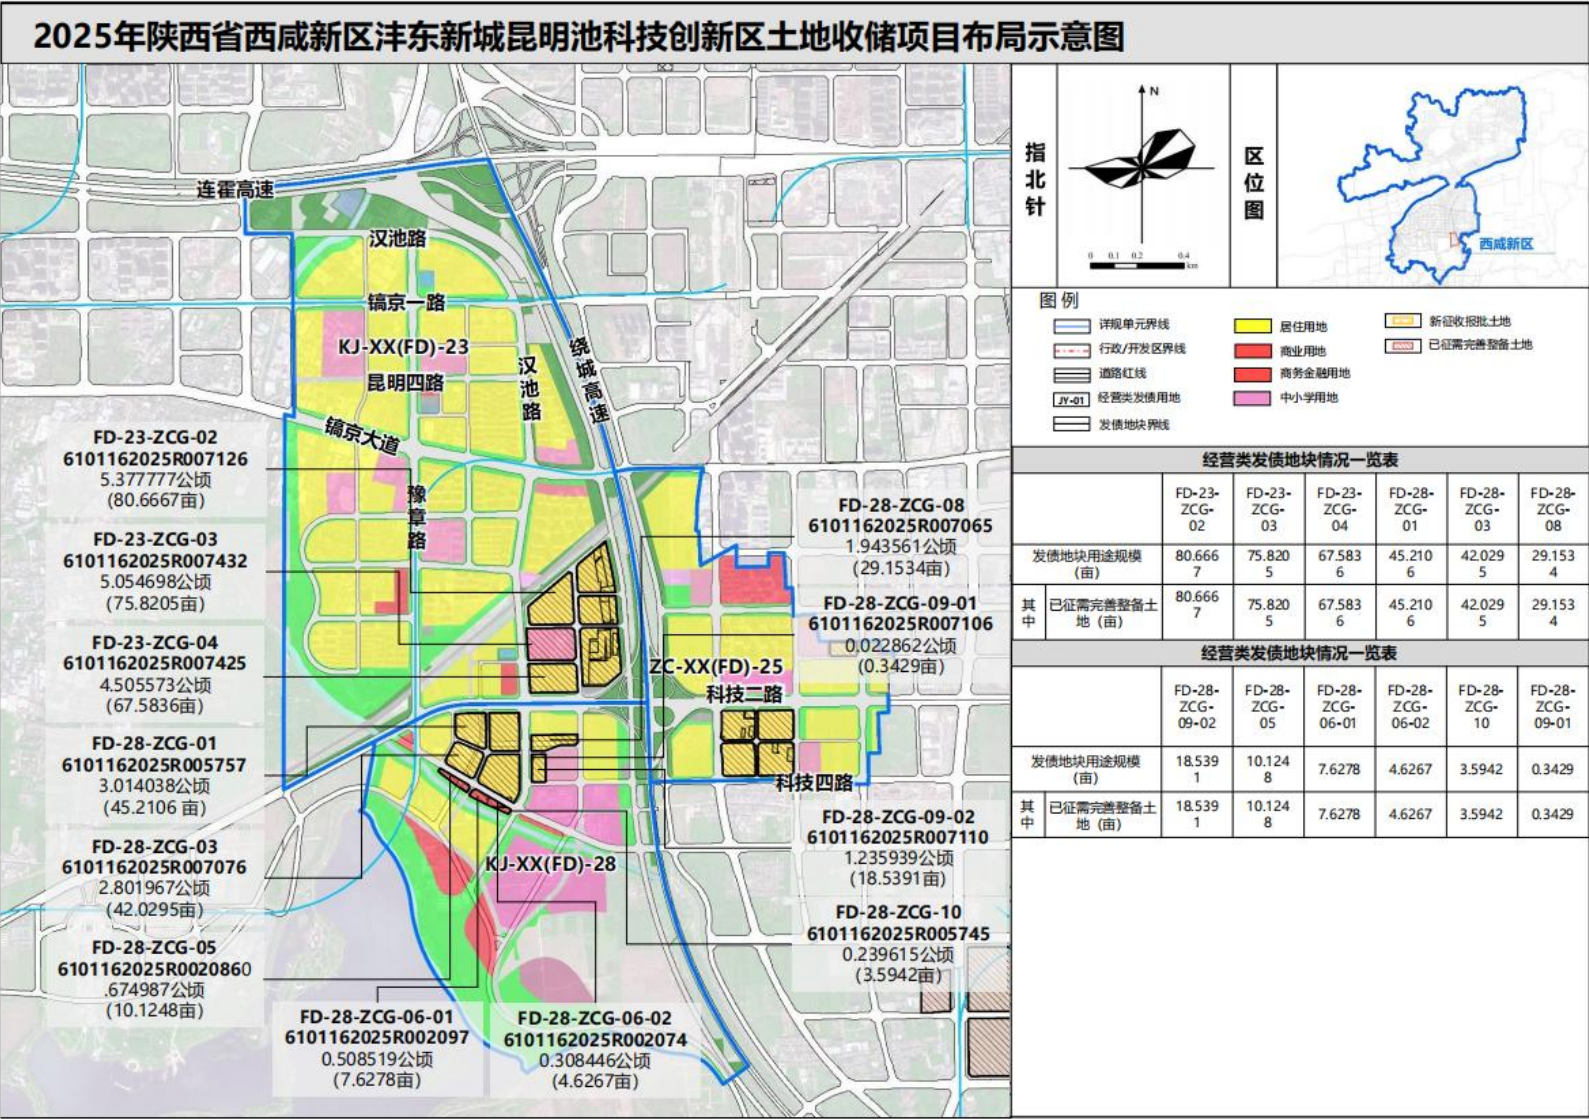 2025年陕西省西咸新区沣东新城昆明池科技创新区土地收储项目布局示意图
连霍高速
汉池路
镐京一路
KJ-XX(FD)-23
昆明四路
汉池路
绕城高速
镐京大道
豫章路
FD-23-ZCG-02
6101162025R007126
5.377777公顷
(80.6667亩)
FD-23-ZCG-03
6101162025R007432
5.054698公顷
(75.8205亩)
FD-23-ZCG-04
6101162025R007425
4.505573公顷
(67.5836亩)
FD-28-ZCG-01
6101162025R005757
3.014038公顷
(45.2106 亩)
FD-28-ZCG-03
6101162025R007076
2.801967公顷
(42.0295亩)
FD-28-ZCG-05
6101162025R0020860
.674987公顷
(10.1248亩)
FD-28-ZCG-06-01
6101162025R002097
0.508519公顷
(7.6278亩)
FD-28-ZCG-06-02
6101162025R002074
0.308446公顷
(4.6267亩)
FD-28-ZCG-08
6101162025R007065
1.943561公顷
(29.1534亩)
FD-28-ZCG-09-01
6101162025R007106
0.022862公顷
(0.3429亩)
ZC-XX(FD)-25
科技二路
科技四路
FD-28-ZCG-09-02
6101162025R007110
1.235939公顷
(18.5391亩)
KJ-XX(FD)-28
FD-28-ZCG-10
6101162025R005745
0.239615公顷
(3.5942亩)
指北针
N
0 0.1 0.2 0.4
km
区位图
西咸新区
图例
详规单元界线
行政/开发区界线
道路红线
JY-01 经营类发债用地
发债地块界线
居住用地
商业用地
商务金融用地
中小学用地
新征收报批土地
已征需完善整备土地
经营类发债地块情况一览表
FD-23-ZCG-02 FD-23-ZCG-03 FD-23-ZCG-04 FD-28-ZCG-01 FD-28-ZCG-03 FD-28-ZCG-08
发债地块用途规模(亩) 80.6667 75.8205 67.5836 45.2106 42.0295 29.1534
其中 已征需完善整备土地（亩） 80.6667 75.8205 67.5836 45.2106 42.0295 29.1534
经营类发债地块情况一览表
FD-28-ZCG-09-02 FD-28-ZCG-05 FD-28-ZCG-06-01 FD-28-ZCG-06-02 FD-28-ZCG-10 FD-28-ZCG-09-01
发债地块用途规模(亩) 18.5391 10.1248 7.6278 4.6267 3.5942 0.3429
其中 已征需完善整备土地（亩） 18.5391 10.1248 7.6278 4.6267 3.5942 0.3429